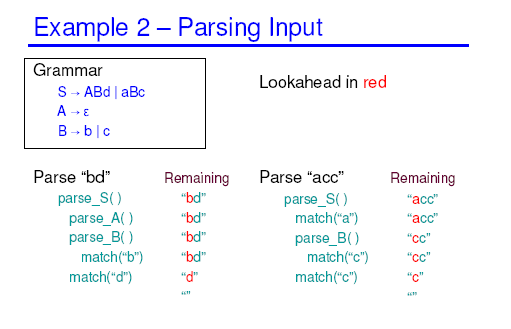 Example 2 – Parsing Input
Grammar
S → ABd | aBc
A → ε
B → b | c
Lookahead in red
Parse “bd” Remaining
parse_S( ) “bd”
parse_A( ) “bd”
parse_B( ) “bd”
match(“b”) “bd”
match(“d”) “d”
“”
Parse “acc” Remaining
parse_S( ) “acc”
match(“a”) “acc”
parse_B( ) “cc”
match(“c”) “cc”
match(“c”) “c”
“”